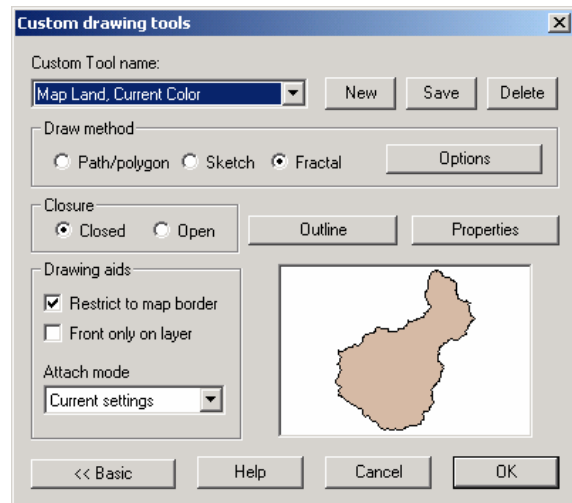 Custom drawing tools
Custom Tool name:
Map Land, Current Color
New
Save
Delete
Draw method
Path/polygon
Sketch
Fractal
Options
Closure
Closed
Open
Outline
Properties
Drawing aids
Restrict to map border
Front only on layer
Attach mode
Current settings
<< Basic
Help
Cancel
OK